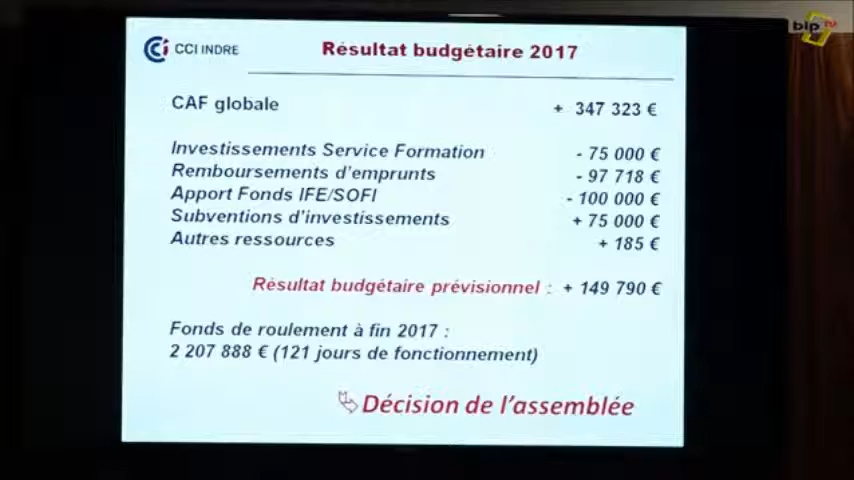 CCI INDRE
Résultat budgétaire 2017
bip TV
CAF globale + 347 323 €
Investissements Service Formation - 75 000 €
Remboursements d'emprunts - 97 718 €
Apport Fonds IFE/SOFI - 100 000 €
Subventions d'investissements + 75 000 €
Autres ressources + 185 €
Résultat budgétaire prévisionnel : + 149 790 €
Fonds de roulement à fin 2017 :
2 207 888 € (121 jours de fonctionnement)
Décision de l'assemblée